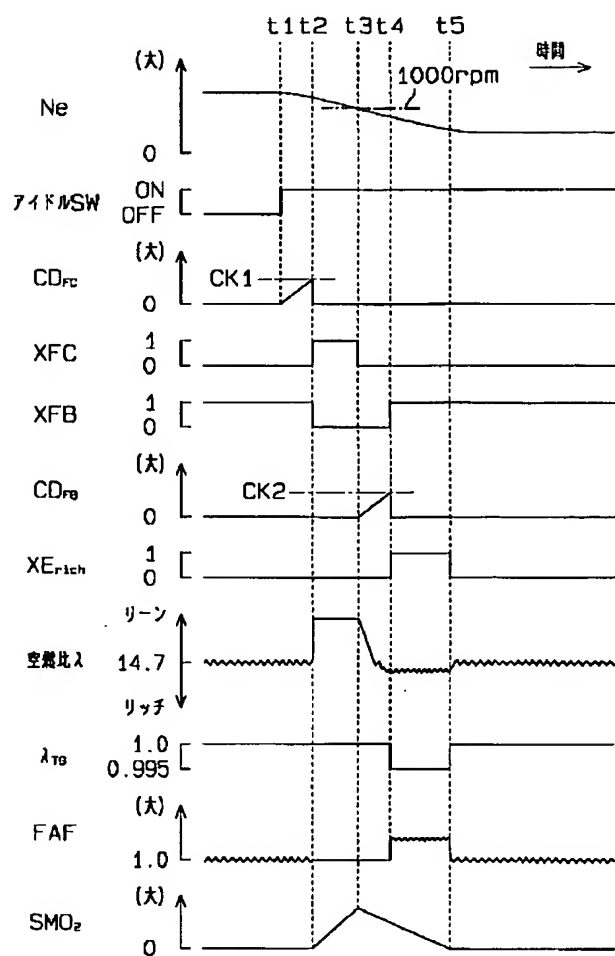 t1 t2 t3 t4 t5
時間
(大)
1000rpm
Ne
0
アイドルSW
ON
OFF
(大)
CDFC
CK1
0
XFC
1
0
XFB
1
0
(大)
CDFB
CK2
0
XErich
1
0
リーン
空燃比λ
14.7
リッチ
λTG
1.0
0.995
(大)
FAF
1.0
(大)
SMO₂
0